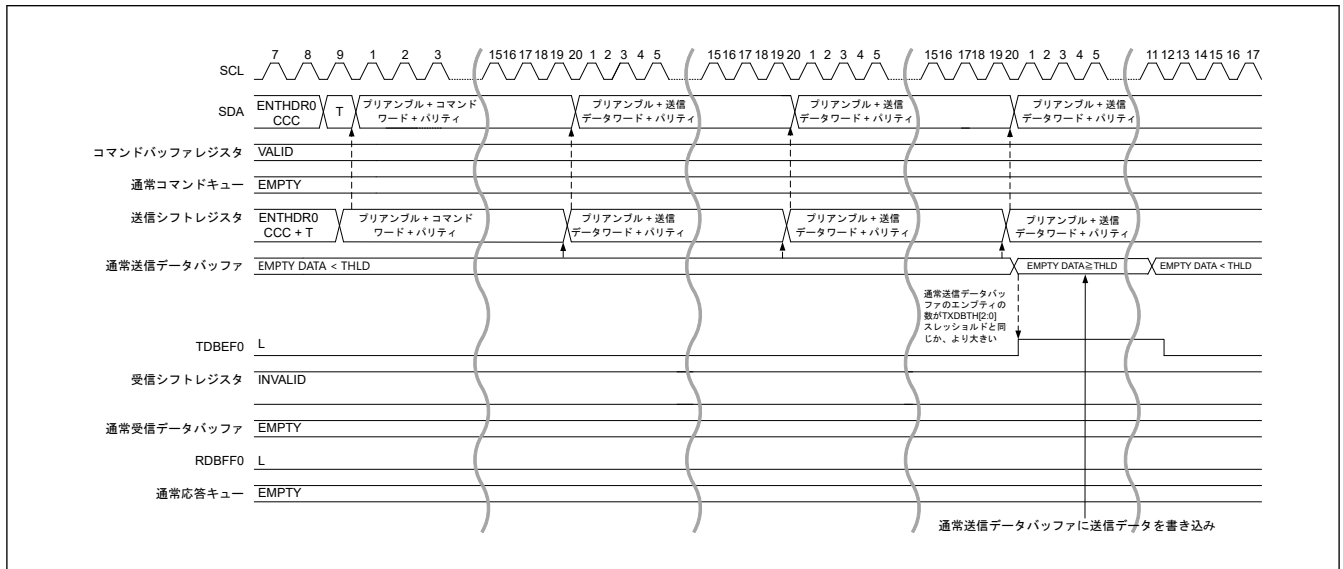 SCL 7 8 9 1 2 3 15 16 17 18 19 20 1 2 3 4 5 15 16 17 18 19 20 1 2 3 4 5 15 16 17 18 19 20 1 2 3 4 5 11 12 13 14 15 16 17
SDA
ENTHDR0
CCC
T
プリアンブル + コマンド
ワード + パリティ
プリアンブル + 送信
データワード + パリティ
プリアンブル + 送信
データワード + パリティ
プリアンブル + 送信
データワード + パリティ
コマンドバッファレジスタ VALID
通常コマンドキュー EMPTY
送信シフトレジスタ
ENTHDR0
CCC + T
プリアンブル + コマンド
ワード + パリティ
プリアンブル + 送信
データワード + パリティ
プリアンブル + 送信
データワード + パリティ
プリアンブル + 送信
データワード + パリティ
通常送信データバッファ EMPTY DATA < THLD EMPTY DATA≧THLD EMPTY DATA < THLD
通常送信データバッ
ファのエンプティの
数がTXDBTH[2:0]
スレッショルドと同
じか、より大きい
TDBEF0 L
受信シフトレジスタ INVALID
通常受信データバッファ EMPTY
RDBFF0 L
通常応答キュー EMPTY
通常送信データバッファに送信データを書き込み